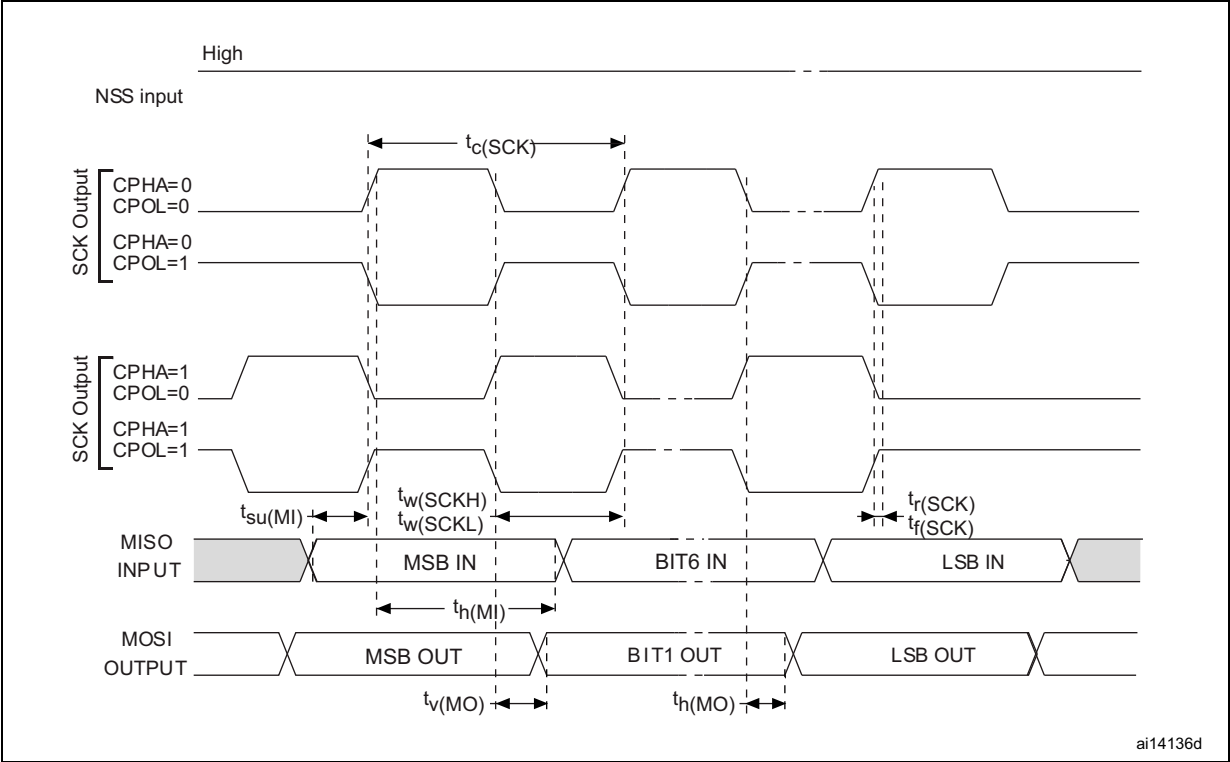 High
NSS input
tc(SCK)
SCK Output
CPHA=0
CPOL=0
CPHA=0
CPOL=1
SCK Output
CPHA=1
CPOL=0
CPHA=1
CPOL=1
tsu(MI)
tw(SCKH)
tw(SCKL)
tr(SCK)
tf(SCK)
MISO
INPUT
MSB IN
BIT6 IN
LSB IN
th(MI)
MOSI
OUTPUT
MSB OUT
BIT1 OUT
LSB OUT
tv(MO)
th(MO)
ai14136d